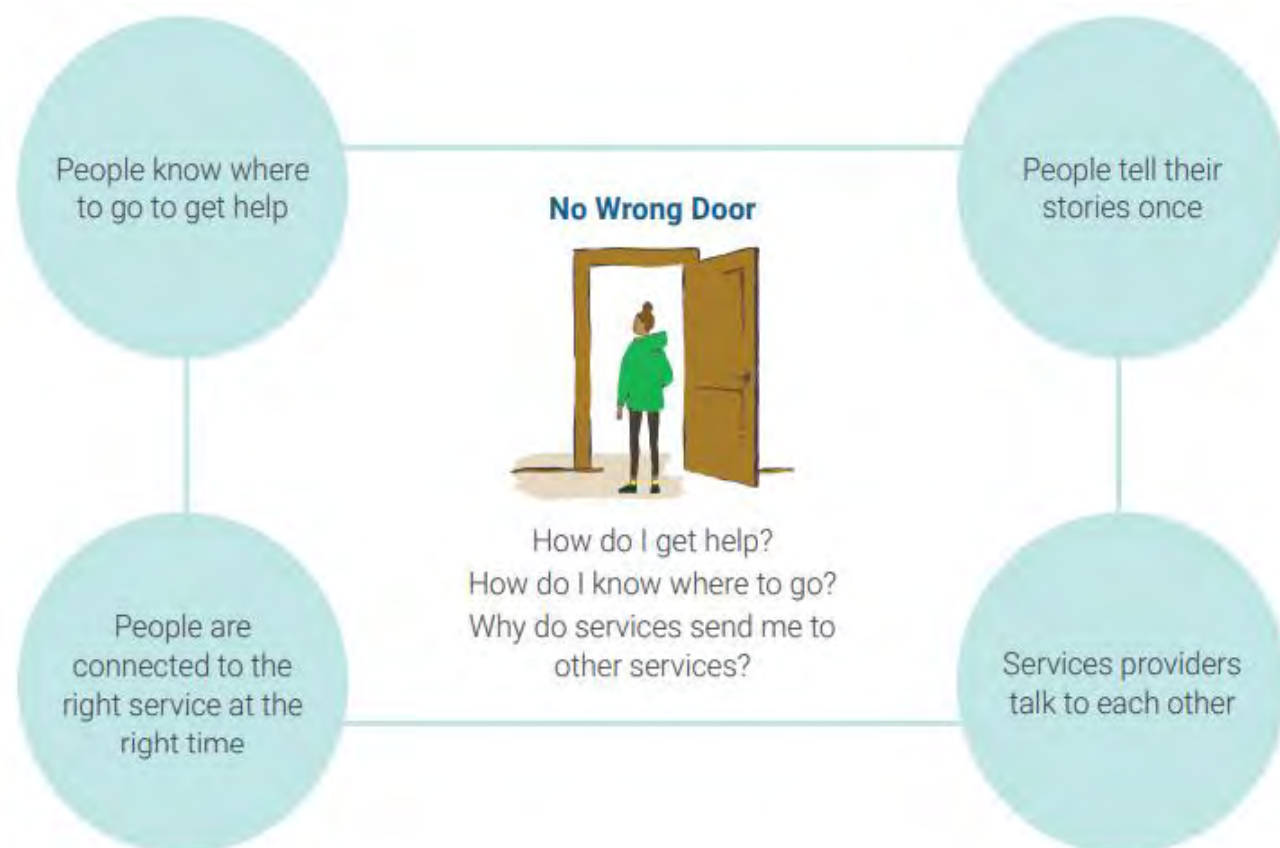 People know where
to go to get help
People tell their
stories once
No Wrong Door
How do I get help?
How do I know where to go?
Why do services send me to
other services?
People are
connected to the
right service at the
right time
Services providers
talk to each other